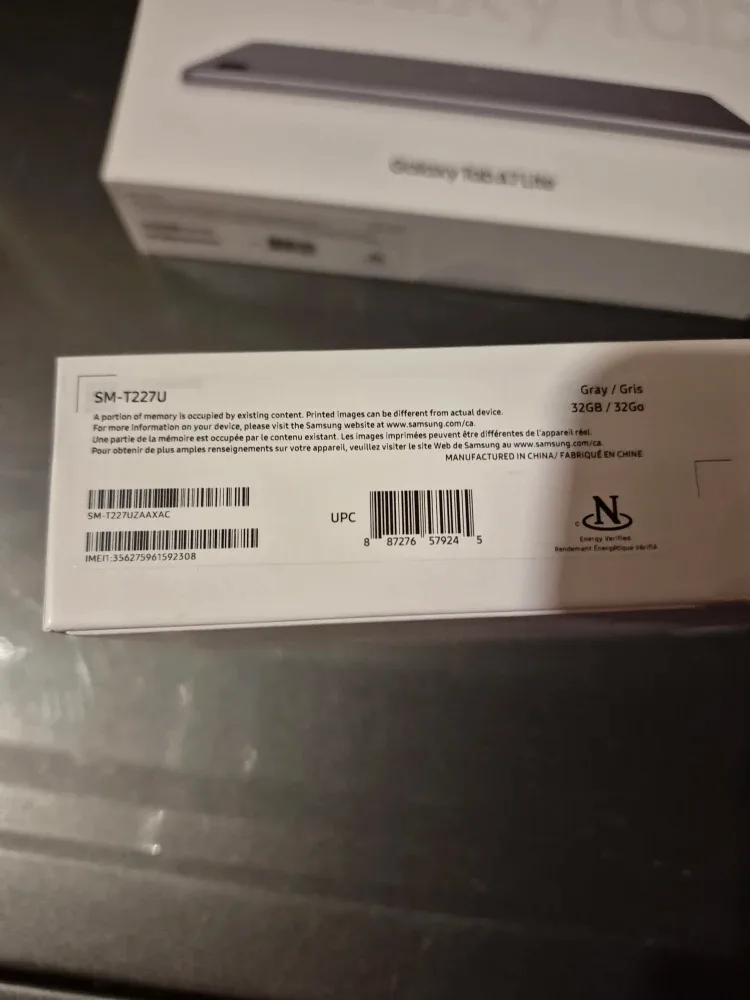 Galaxy Tab A7 Lite
SM-T227U
Gray / Gris
32GB / 32Go
A portion of memory is occupied by existing content. Printed images can be different from actual device.
For more information on your device, please visit the Samsung website at www.samsung.com/ca.
Une partie de la mémoire est occupée par le contenu existant. Les images imprimées peuvent être différentes de l'appareil réel.
Pour obtenir de plus amples renseignements sur votre appareil, veuillez visiter le site Web de Samsung au www.samsung.com/ca.
MANUFACTURED IN CHINA/ FABRIQUÉ EN CHINE
SM-T227UZAAXAC
IMEI1:356275961592308
UPC
8 87276 57924 5
c N
Energy Verified
Rendement Énergétique Vérifié